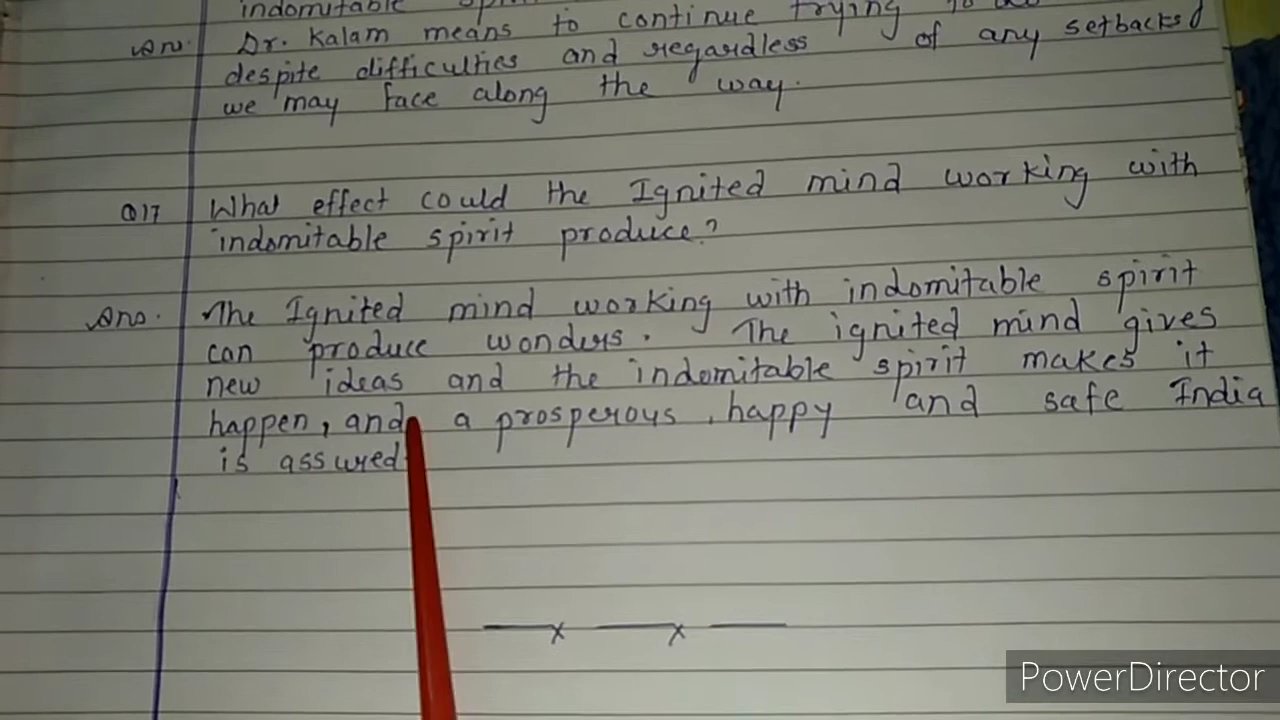 indomitable
Ans. Dr. Kalam means to continue trying to
despite difficulties and regardless of any setbacks
we may face along the way.
Q17 What effect could the Ignited mind working with
indomitable spirit produce?
Ans. The Ignited mind working with indomitable spirit
can produce wonders. The ignited mind gives
new ideas and the indomitable spirit makes it
happen, and a prosperous, happy and safe India
is assured
PowerDirector